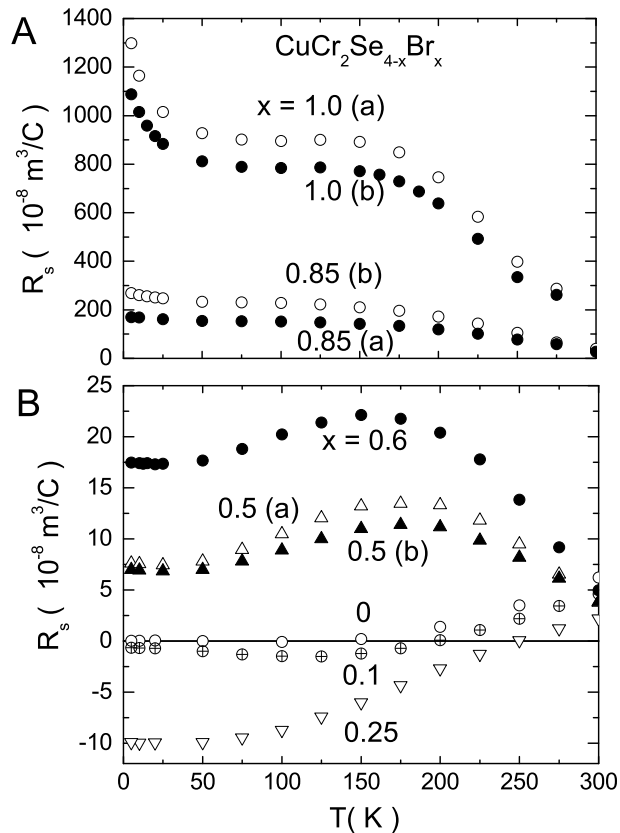 A
CuCr2Se4-xBrx
x = 1.0 (a)
1.0 (b)
0.85 (b)
0.85 (a)
Rs ( 10-8 m3/C)
1400
1200
1000
800
600
400
200
0
B
x = 0.6
0.5 (a)
0.5 (b)
0
0.1
0.25
Rs ( 10-8 m3/C)
25
20
15
10
5
0
-5
-10
0 50 100 150 200 250 300
T( K )